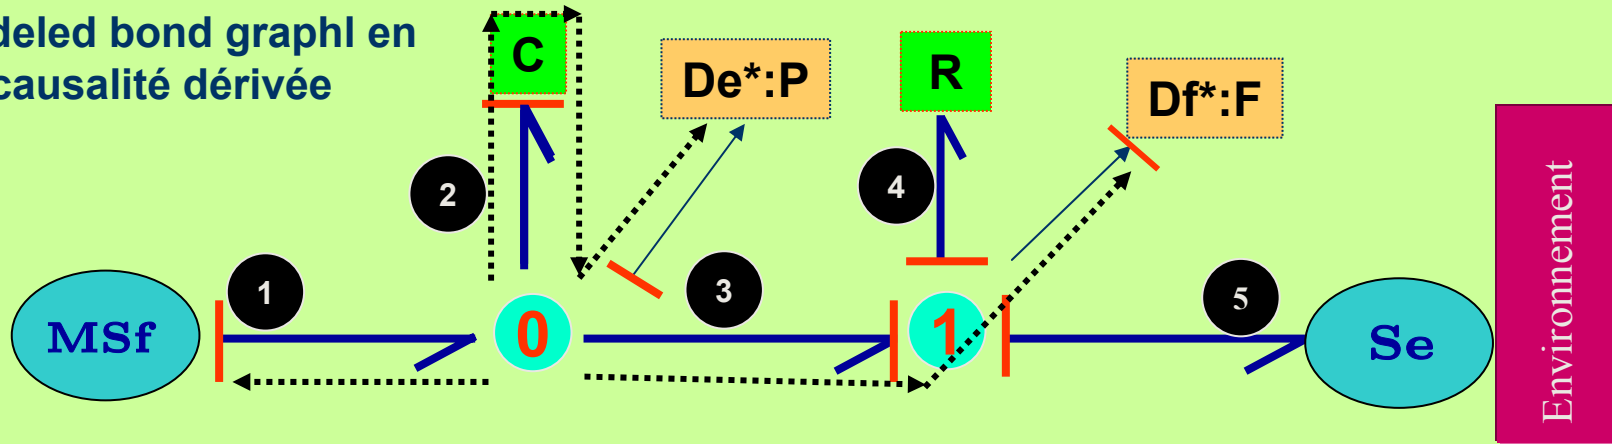 deled bond graphl en
causalité dérivée
C
De*:P
R
Df*:F
2
4
1
3
5
MSf
0
1
Se
Environnement